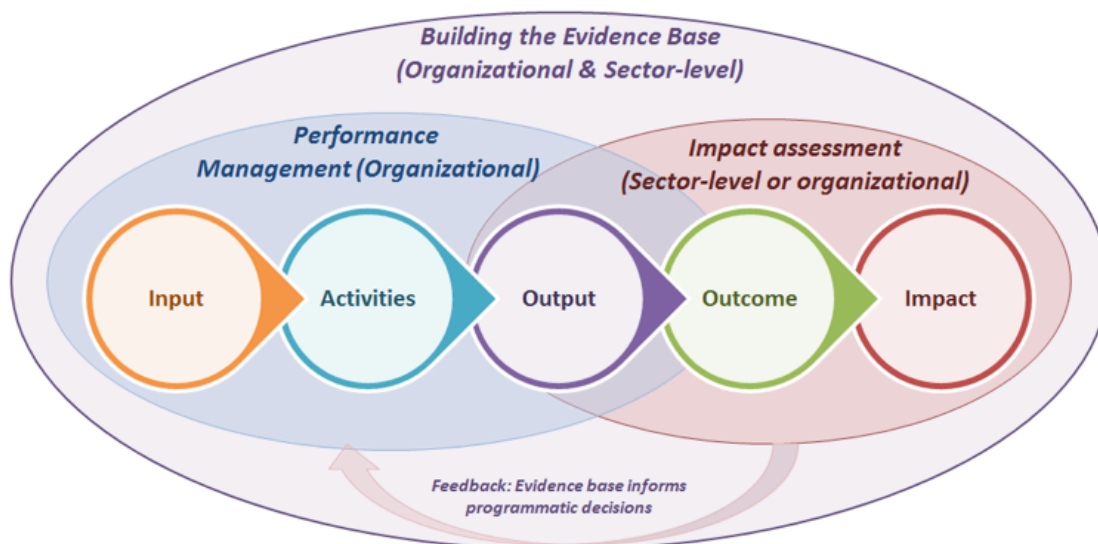 Building the Evidence Base
(Organizational & Sector-level)
Performance
Management (Organizational)
Impact assessment
(Sector-level or organizational)
Input
Activities
Output
Outcome
Impact
Feedback: Evidence base informs
programmatic decisions